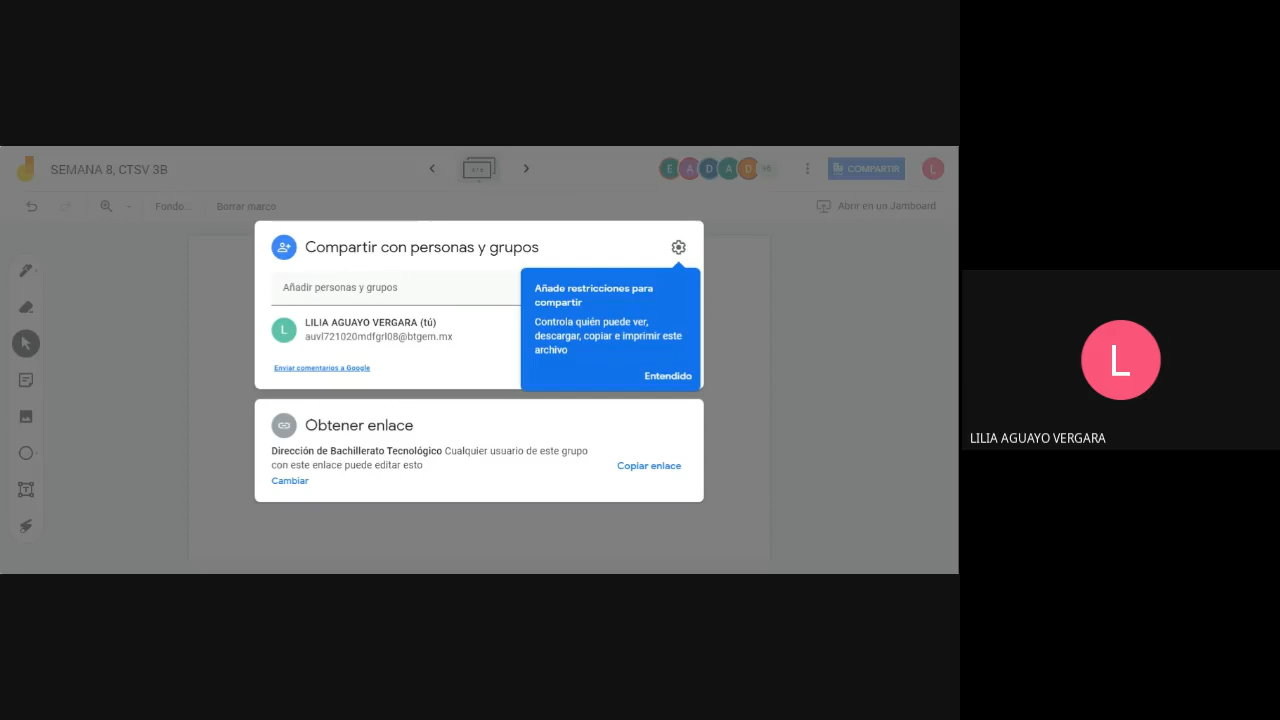 SEMANA 8, CTSV 3B
E A D A D
COMPARTIR
L
Fondo...
Borrar marco
Abrir en un Jamboard
Compartir con personas y grupos
Añadir personas y grupos
L
LILIA AGUAYO VERGARA (tú)
auvl721020mdfgrl08@btgem.mx
Enviar comentarios a Google
Añade restricciones para
compartir
Controla quién puede ver,
descargar, copiar e imprimir este
archivo
Entendido
Obtener enlace
Dirección de Bachillerato Tecnológico Cualquier usuario de este grupo
con este enlace puede editar esto
Copiar enlace
Cambiar
L
LILIA AGUAYO VERGARA